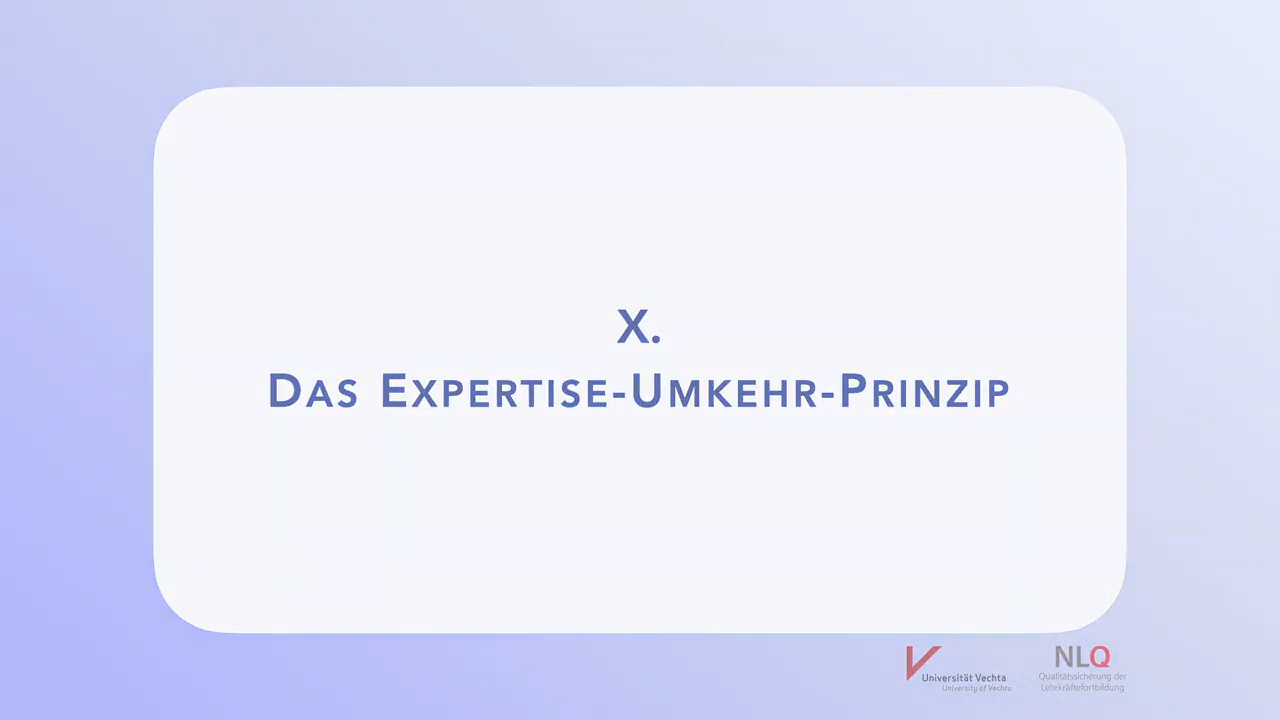 X.
Das Expertise-Umkehr-Prinzip
Universität Vechta
University of Vechta
NLQ
Qualitätssicherung der
Lehrkräftefortbildung